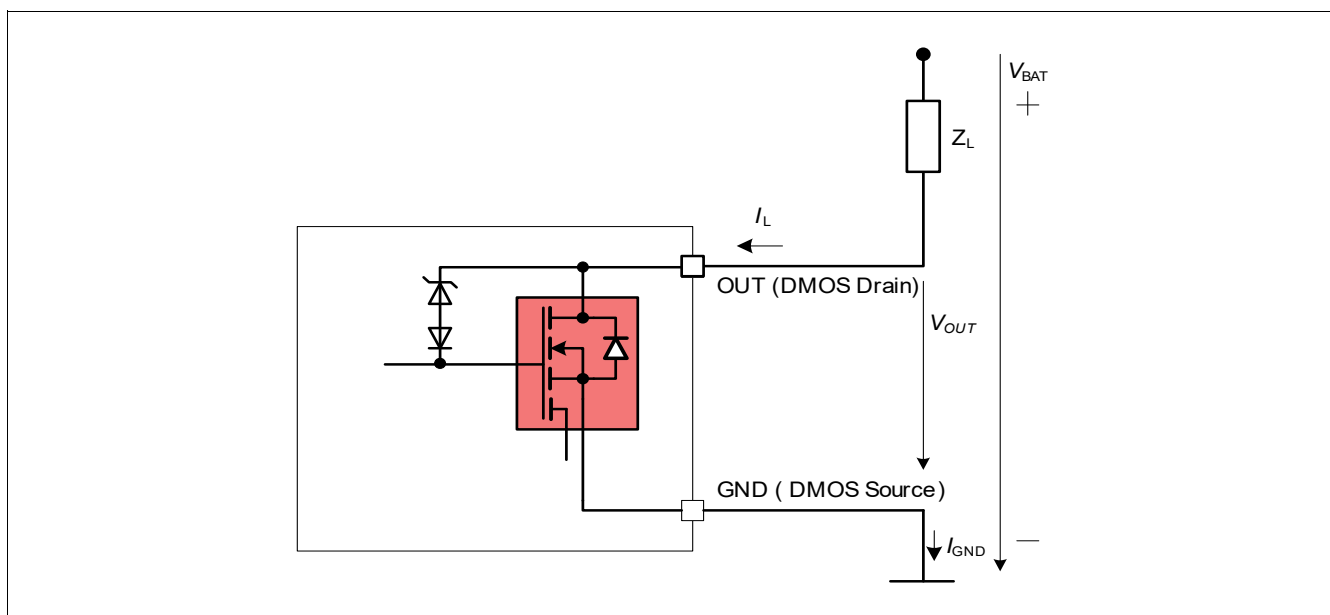 V_BAT
+
Z_L
I_L
OUT (DMOS Drain)
V_OUT
GND ( DMOS Source)
I_GND
—